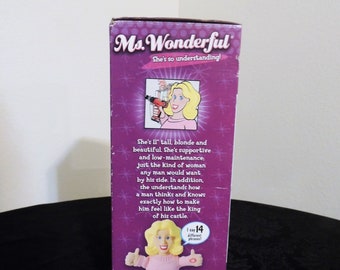 Ms. Wonderful
She's so understanding!
She's 11" tall, blonde and
beautiful. She's supportive
and low-maintenance;
just the kind of woman
any man would want by
his side. In addition,
she understands how
a man thinks and knows
exactly how to make
him feel like the king
of his castle.
I say 14
different
phrases!